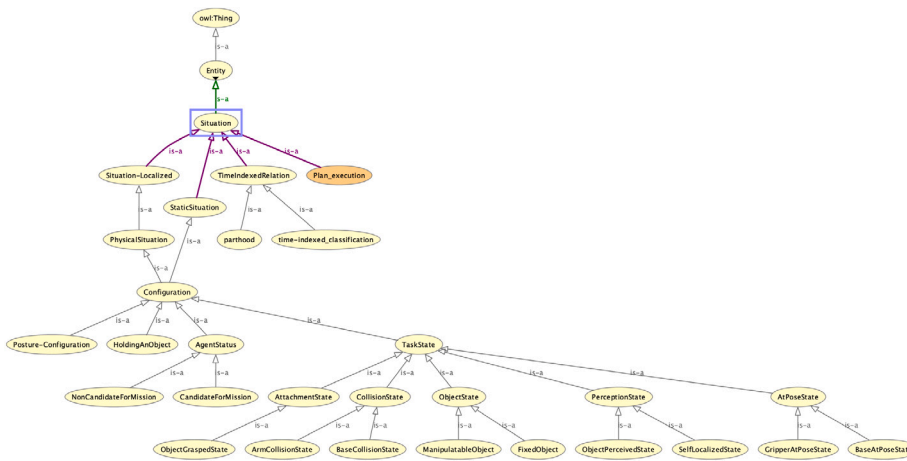 owl:Thing
is-a
Entity
is-a
Situation
is-a is-a is-a is-a
Situation-Localized TimeIndexedRelation Plan_execution
StaticSituation
is-a is-a is-a
is-a
PhysicalSituation parthood time-indexed_classification
is-a
Configuration
is-a is-a is-a is-a
Posture-Configuration HoldingAnObject AgentStatus TaskState
is-a is-a is-a is-a is-a is-a is-a
NonCandidateForMission CandidateForMission AttachmentState CollisionState ObjectState PerceptionState AtPoseState
is-a is-a is-a is-a is-a is-a is-a is-a is-a
ObjectGraspedState ArmCollisionState BaseCollisionState ManipulatableObject FixedObject ObjectPerceivedState SelfLocalizedState GripperAtPoseState BaseAtPoseStat